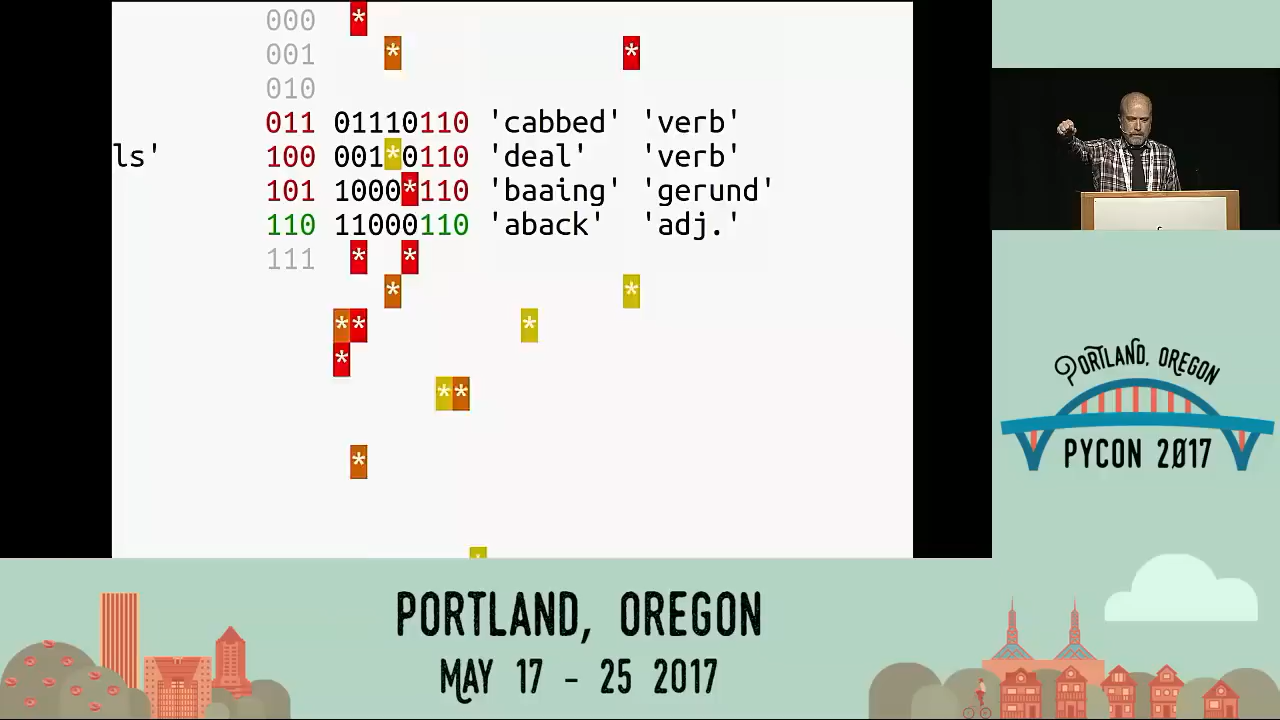 000 *
001 * *
010
011 01110110 'cabbed' 'verb'
ls' 100 001*0110 'deal' 'verb'
101 1000*110 'baaing' 'gerund'
110 11000110 'aback' 'adj.'
111 * *
* *
** *
*
**
*
*
PORTLAND, OREGON
PYCON 2017
PORTLAND, OREGON
MAY 17 - 25 2017